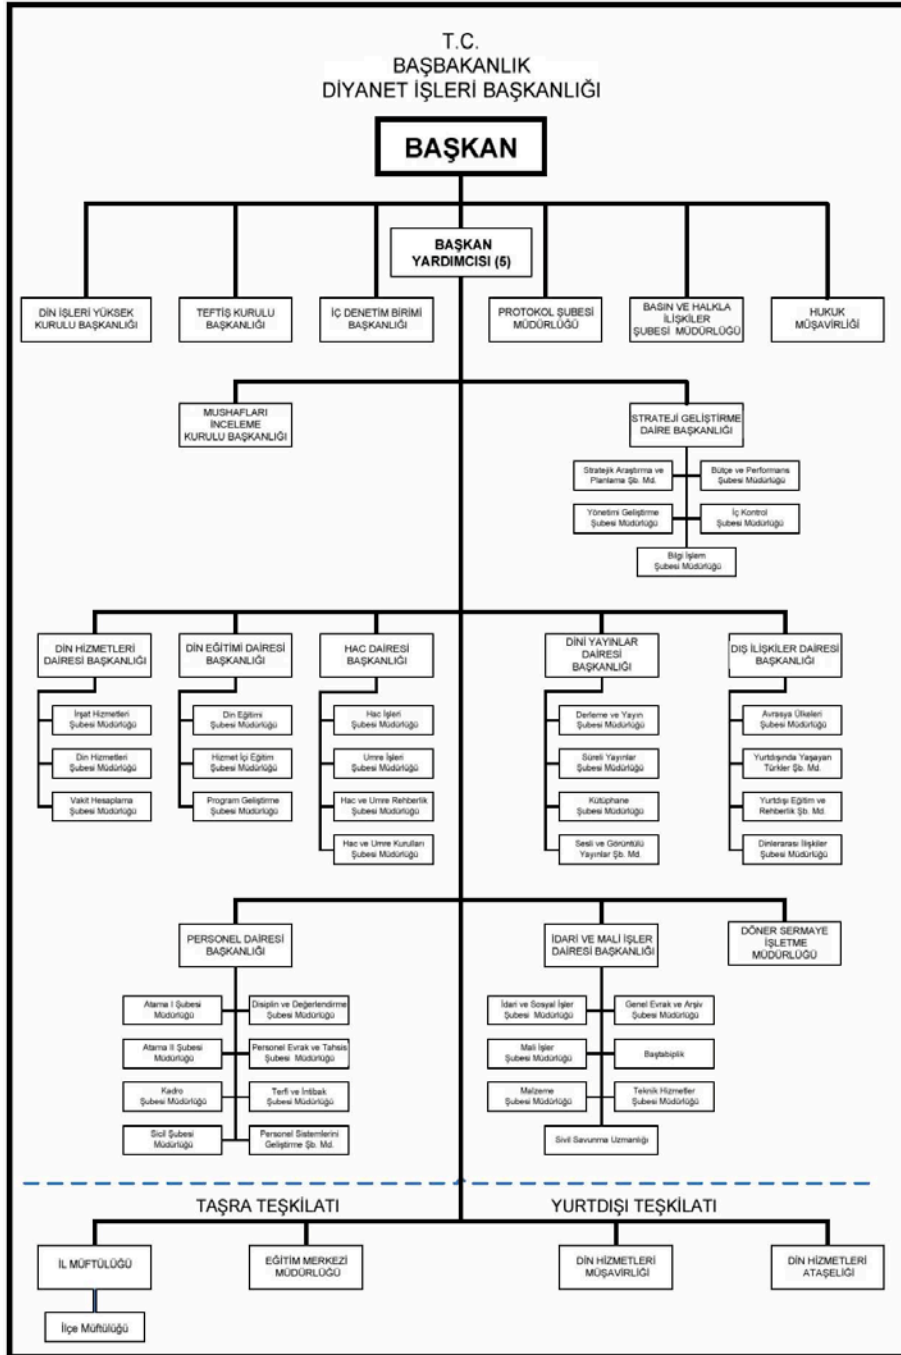 T.C.
BAŞBAKANLIK
DİYANET İŞLERİ BAŞKANLIĞI
BAŞKAN
BAŞKAN
YARDIMCISI (5)
DİN İŞLERİ YÜKSEK
KURULU BAŞKANLIĞI
TEFTİŞ KURULU
BAŞKANLIĞI
İÇ DENETİM BİRİMİ
BAŞKANLIĞI
PROTOKOL ŞUBESİ
MÜDÜRLÜĞÜ
BASIN VE HALKLA
İLİŞKİLER
ŞUBESİ MÜDÜRLÜĞÜ
HUKUK
MÜŞAVİRLİĞİ
MUSHAFLARI
İNCELEME
KURULU BAŞKANLIĞI
STRATEJİ GELİŞTİRME
DAİRE BAŞKANLIĞI
Stratejik Araştırma ve
Planlama Şb. Md.
Bütçe ve Performans
Şubesi Müdürlüğü
Yönetimi Geliştirme
Şubesi Müdürlüğü
İç Kontrol
Şubesi Müdürlüğü
Bilgi İşlem
Şubesi Müdürlüğü
DİN HİZMETLERİ
DAİRESİ BAŞKANLIĞI
İrşat Hizmetleri
Şubesi Müdürlüğü
Din Hizmetleri
Şubesi Müdürlüğü
Vakit Hesaplama
Şubesi Müdürlüğü
DİN EĞİTİMİ DAİRESİ
BAŞKANLIĞI
Din Eğitimi
Şubesi Müdürlüğü
Hizmet İçi Eğitim
Şubesi Müdürlüğü
Program Geliştirme
Şubesi Müdürlüğü
HAC DAİRESİ
BAŞKANLIĞI
Hac İşleri
Şubesi Müdürlüğü
Umre İşleri
Şubesi Müdürlüğü
Hac ve Umre Rehberlik
Şubesi Müdürlüğü
Hac ve Umre Kurulları
Şubesi Müdürlüğü
DİNİ YAYINLAR
DAİRESİ
BAŞKANLIĞI
Derleme ve Yayın
Şubesi Müdürlüğü
Süreli Yayınlar
Şubesi Müdürlüğü
Kütüphane
Şubesi Müdürlüğü
Sesli ve Görüntülü
Yayınlar Şb. Md.
DIŞ İLİŞKİLER DAİRESİ
BAŞKANLIĞI
Avrasya Ülkeleri
Şubesi Müdürlüğü
Yurtdışında Yaşayan
Türkler Şb. Md.
Yurtdışı Eğitim ve
Rehberlik Şb. Md.
Dinlerarası İlişkiler
Şubesi Müdürlüğü
PERSONEL DAİRESİ
BAŞKANLIĞI
Atama I Şubesi
Müdürlüğü
Disiplin ve Değerlendirme
Şubesi Müdürlüğü
Atama II Şubesi
Müdürlüğü
Personel Evrak ve Tahsis
Şubesi Müdürlüğü
Kadro
Şubesi Müdürlüğü
Terfi ve İntibak
Şubesi Müdürlüğü
Sicil Şubesi
Müdürlüğü
Personel Sistemlerini
Geliştirme Şb. Md.
İDARİ VE MALİ İŞLER
DAİRESİ BAŞKANLIĞI
İdari ve Sosyal İşler
Şubesi Müdürlüğü
Genel Evrak ve Arşiv
Şubesi Müdürlüğü
Mali İşler
Şubesi Müdürlüğü
Baştabiplik
Malzeme
Şubesi Müdürlüğü
Teknik Hizmetler
Şubesi Müdürlüğü
Sivil Savunma Uzmanlığı
DÖNER SERMAYE
İŞLETME
MÜDÜRLÜĞÜ
TAŞRA TEŞKİLATI
YURTDIŞI TEŞKİLATI
İL MÜFTÜLÜĞÜ
EĞİTİM MERKEZİ
MÜDÜRLÜĞÜ
DİN HİZMETLERİ
MÜŞAVİRLİĞİ
DİN HİZMETLERİ
ATAŞELİĞİ
İlçe Müftülüğü